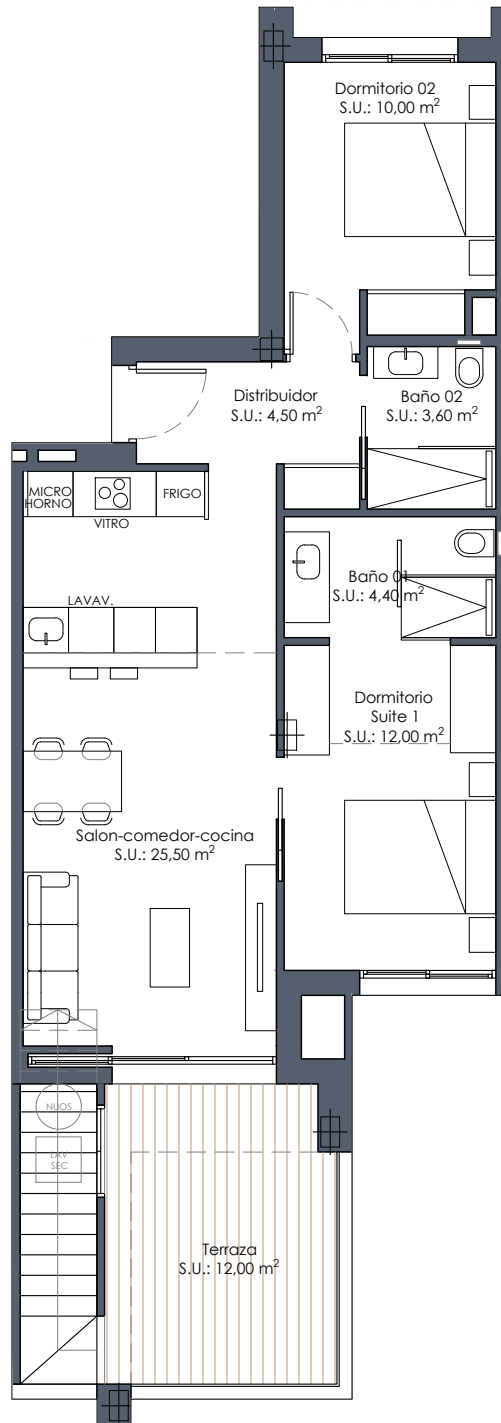 Dormitorio 02
S.U.: 10,00 m²
Distribuidor
S.U.: 4,50 m²
Baño 02
S.U.: 3,60 m²
MICRO
HORNO
VITRO
FRIGO
LAVAV.
Baño 01
S.U.: 4,40 m²
Dormitorio
Suite 1
S.U.: 12,00 m²
Salon-comedor-cocina
S.U.: 25,50 m²
NUOS
LAV
SEC
Terraza
S.U.: 12,00 m²